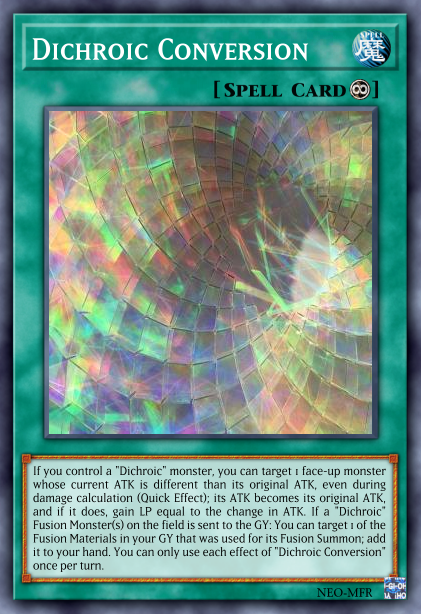 DICHROIC CONVERSION
SPELL
魔
[SPELL CARD]
If you control a "Dichroic" monster, you can target 1 face-up monster
whose current ATK is different than its original ATK, even during
damage calculation (Quick Effect); its ATK becomes its original ATK,
and if it does, gain LP equal to the change in ATK. If a "Dichroic"
Fusion Monster(s) on the field is sent to the GY: You can target 1 of the
Fusion Materials in your GY that was used for its Fusion Summon; add
it to your hand. You can only use each effect of "Dichroic Conversion"
once per turn.
NEO-MFR